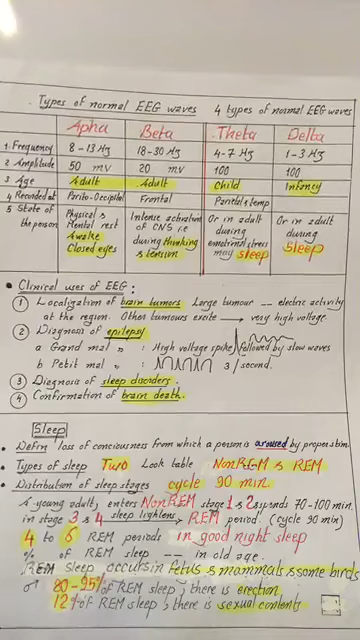 Types of normal EEG waves 4 types of normal EEG waves
Apha Beta Theta Delta
1. Frequency 8-13 Hz 18-30 Hz 4-7 Hz 1-3 Hz
2 Amplitude 50 mv 20 mv 100 100
3 Age Adult Adult Child Infancy
4 Recorded at Parito-Occipital Frontal Parietal & temp
5 State of the person Physical & Mental rest Awake Closed eyes Intense activation of CNS i.e during thinking & tension Or in adult during emotional stress may sleep Or in adult during Sleep
• Clinical uses of EEG:
1 Localization of brain tumors Large tumour -- electric activity
at the region. Other tumours excite → very high voltage.
2 Diagnosis of epilepsy
a Grand mal " : High voltage spike followed by slow waves
b Petit mal " : 3/second.
3 Diagnosis of sleep disorders.
4 Confirmation of brain death.
Sleep
• Defin loss of conciousness from which a person is aroused by proper stim.
• Types of sleep Two Look table NonREM & REM
• Distribution of sleep stages cycle 90 min.
A young adult, enters NonREM stage 1 & 2 spends 70-100 min.
in stage 3 & 4 sleep lightens, REM period. (cycle 90 min)
4 to 6 REM periods in good night sleep
% of REM sleep --- in old age.
REM sleep occurs in fetus & mammals & some birds
♂ 80-95% of REM sleep, there is erection
12% of REM sleep, there is sexual contents